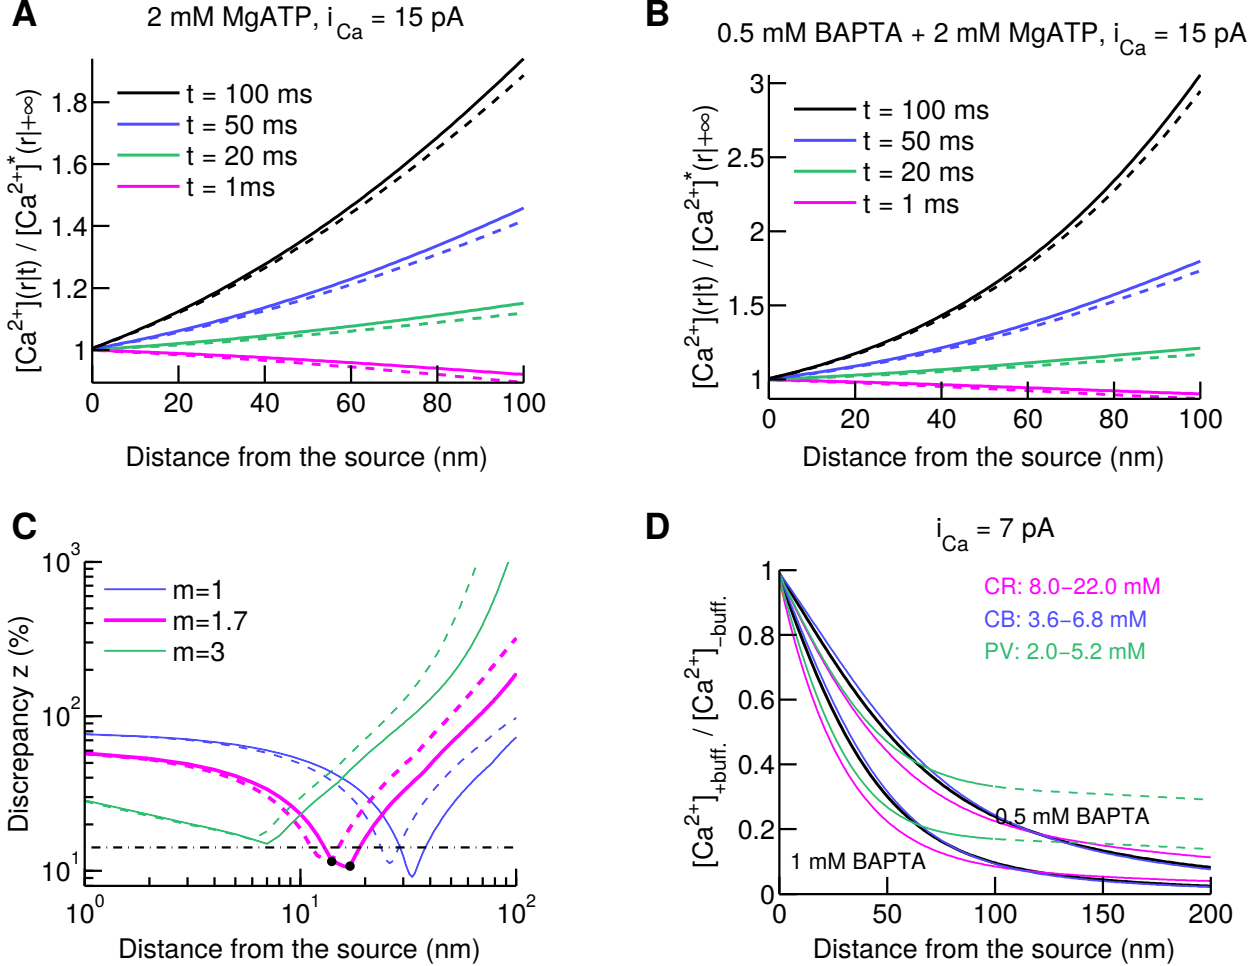 A
2 mM MgATP, i_Ca = 15 pA
[Ca2+](r|t) / [Ca2+]*(r|+∞)
1.8
1.6
1.4
1.2
1
t = 100 ms
t = 50 ms
t = 20 ms
t = 1ms
0 20 40 60 80 100
Distance from the source (nm)
B
0.5 mM BAPTA + 2 mM MgATP, i_Ca = 15 pA
[Ca2+](r|t) / [Ca2+]*(r|+∞)
3
2.5
2
1.5
1
t = 100 ms
t = 50 ms
t = 20 ms
t = 1 ms
0 20 40 60 80 100
Distance from the source (nm)
C
Discrepancy z (%)
10^3
10^2
10^1
m=1
m=1.7
m=3
10^0 10^1 10^2
Distance from the source (nm)
D
i_Ca = 7 pA
[Ca2+]+buff. / [Ca2+]−buff.
1
0.8
0.6
0.4
0.2
0
CR: 8.0−22.0 mM
CB: 3.6−6.8 mM
PV: 2.0−5.2 mM
0.5 mM BAPTA
1 mM BAPTA
0 50 100 150 200
Distance from the source (nm)